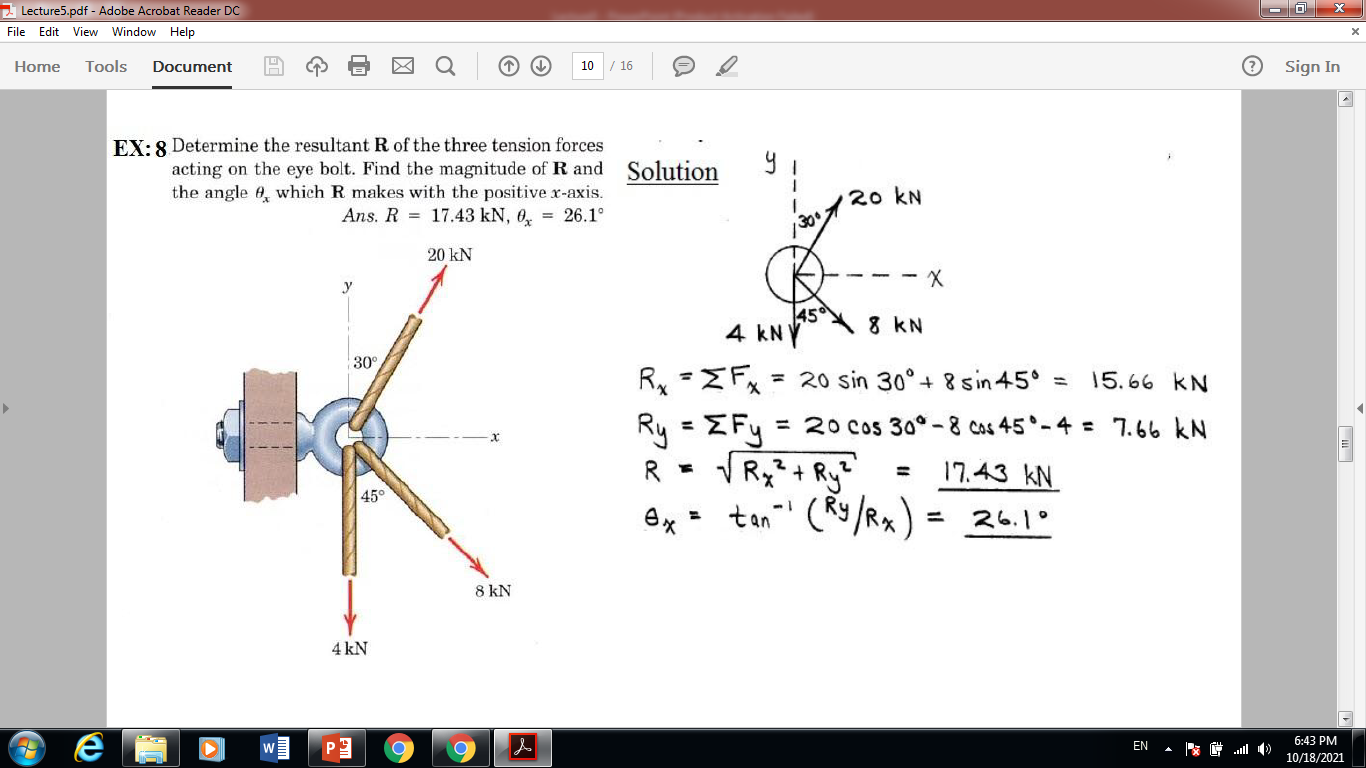 Lecture5.pdf - Adobe Acrobat Reader DC
File Edit View Window Help
Home Tools Document 10 / 16 Sign In
EX: 8 Determine the resultant R of the three tension forces
acting on the eye bolt. Find the magnitude of R and
the angle θx which R makes with the positive x-axis.
Ans. R = 17.43 kN, θx = 26.1°
20 kN
y
30°
x
45°
8 kN
4 kN
Solution
y
20 kN
30°
x
45°
4 kN
8 kN
Rx = ΣFx = 20 sin 30° + 8 sin 45° = 15.66 kN
Ry = ΣFy = 20 cos 30° - 8 cos 45° - 4 = 7.66 kN
R = √Rx² + Ry² = 17.43 kN
θx = tan⁻¹ (Ry/Rx) = 26.1°
EN
6:43 PM
10/18/2021